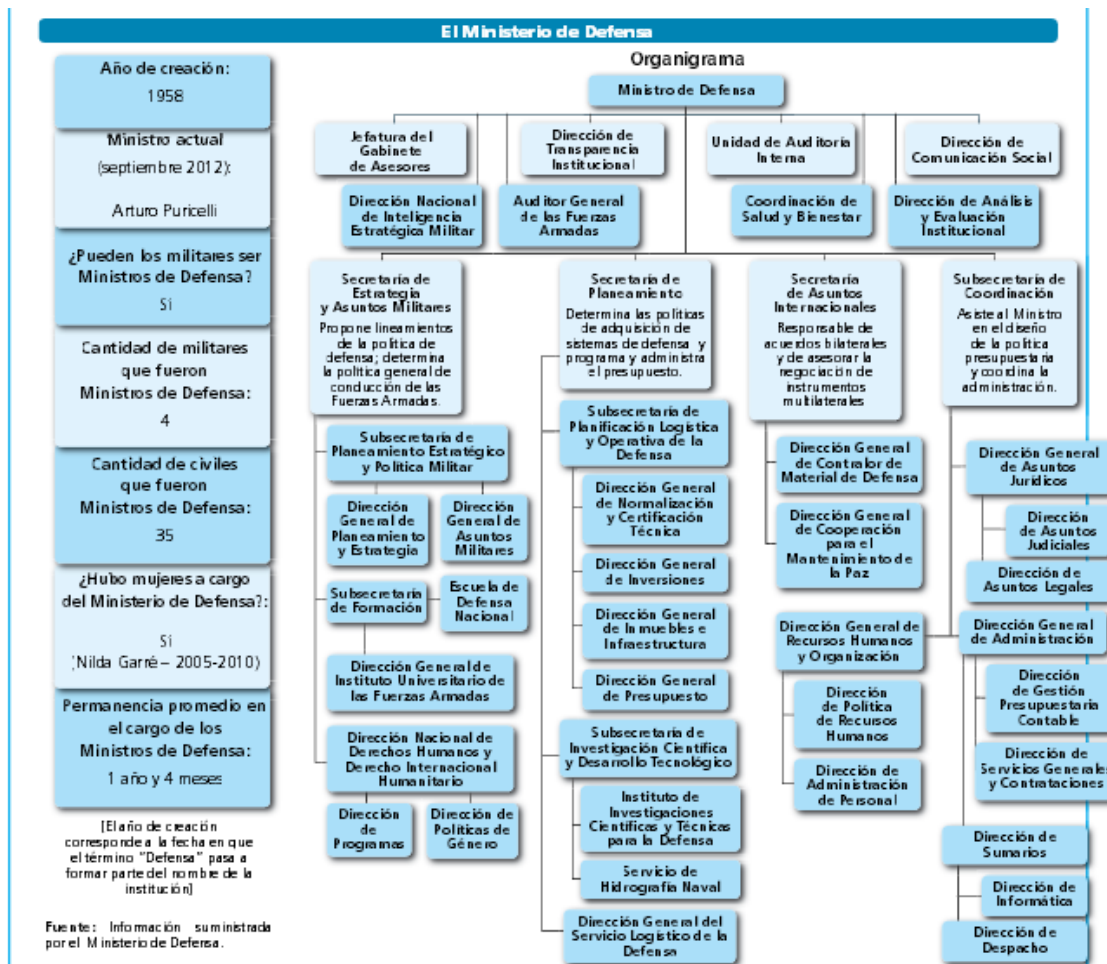 El Ministerio de Defensa
Año de creación:
1958
Ministro actual
(septiembre 2012):
Arturo Puricelli
¿Pueden los militares ser
Ministros de Defensa?
Sí
Cantidad de militares
que fueron
Ministros de Defensa:
4
Cantidad de civiles
que fueron
Ministros de Defensa:
35
¿Hubo mujeres a cargo
del Ministerio de Defensa?:
Sí
(Nilda Garré – 2005-2010)
Permanencia promedio en
el cargo de los
Ministros de Defensa:
1 año y 4 meses
[El año de creación
corresponde a la fecha en que
el término "Defensa" pasa a
formar parte del nombre de la
institución]
Fuente: Información suministrada
por el Ministerio de Defensa.
Organigrama
Ministro de Defensa
Jefatura del
Gabinete
de Asesores
Dirección de
Transparencia
Institucional
Unidad de Auditoría
Interna
Dirección de
Comunicación Social
Dirección Nacional
de Inteligencia
Estratégica Militar
Auditor General
de las Fuerzas
Armadas
Coordinación de
Salud y Bienestar
Dirección de Análisis
y Evaluación
Institucional
Secretaría de
Estrategia
y Asuntos Militares
Propone lineamientos
de la política de
defensa; determina
la política general de
conducción de las
Fuerzas Armadas.
Subsecretaría de
Planeamiento Estratégico
y Política Militar
Dirección
General de
Planeamiento
y Estrategia
Dirección
General de
Asuntos
Militares
Subsecretaría
de Formación
Escuela de
Defensa
Nacional
Dirección General de
Instituto Universitario
de las Fuerzas Armadas
Dirección Nacional de
Derechos Humanos y
Derecho Internacional
Humanitario
Dirección
de
Programas
Dirección de
Políticas de
Género
Secretaría de
Planeamiento
Determina las políticas
de adquisición de
sistemas de defensa y
programa y administra
el presupuesto.
Subsecretaría de
Planificación Logística
y Operativa de la
Defensa
Dirección General
de Normalización
y Certificación
Técnica
Dirección General
de Inversiones
Dirección General
de Inmuebles e
Infraestructura
Dirección General
de Presupuesto
Subsecretaría de
Investigación Científica
y Desarrollo Tecnológico
Instituto de
Investigaciones
Científicas y Técnicas
para la Defensa
Servicio de
Hidrografía Naval
Dirección General del
Servicio Logístico de la
Defensa
Secretaría
de Asuntos
Internacionales
Responsable de
acuerdos bilaterales
y de asesorar la
negociación de
instrumentos
multilaterales
Dirección General
de Contralor de
Material de Defensa
Dirección General
de Cooperación
para el
Mantenimiento de
la Paz
Dirección General de
Recursos Humanos
y Organización
Dirección
de Política
de Recursos
Humanos
Dirección de
Administración
de Personal
Subsecretaría de
Coordinación
Asiste al Ministro
en el diseño
de la política
presupuestaria
y coordina la
administración.
Dirección General
de Asuntos
Jurídicos
Dirección
de Asuntos
Judiciales
Dirección de
Asuntos Legales
Dirección General
de Administración
Dirección
de Gestión
Presupuestaria
Contable
Dirección de
Servicios Generales
y Contrataciones
Dirección de
Sumarios
Dirección de
Informática
Dirección de
Despacho